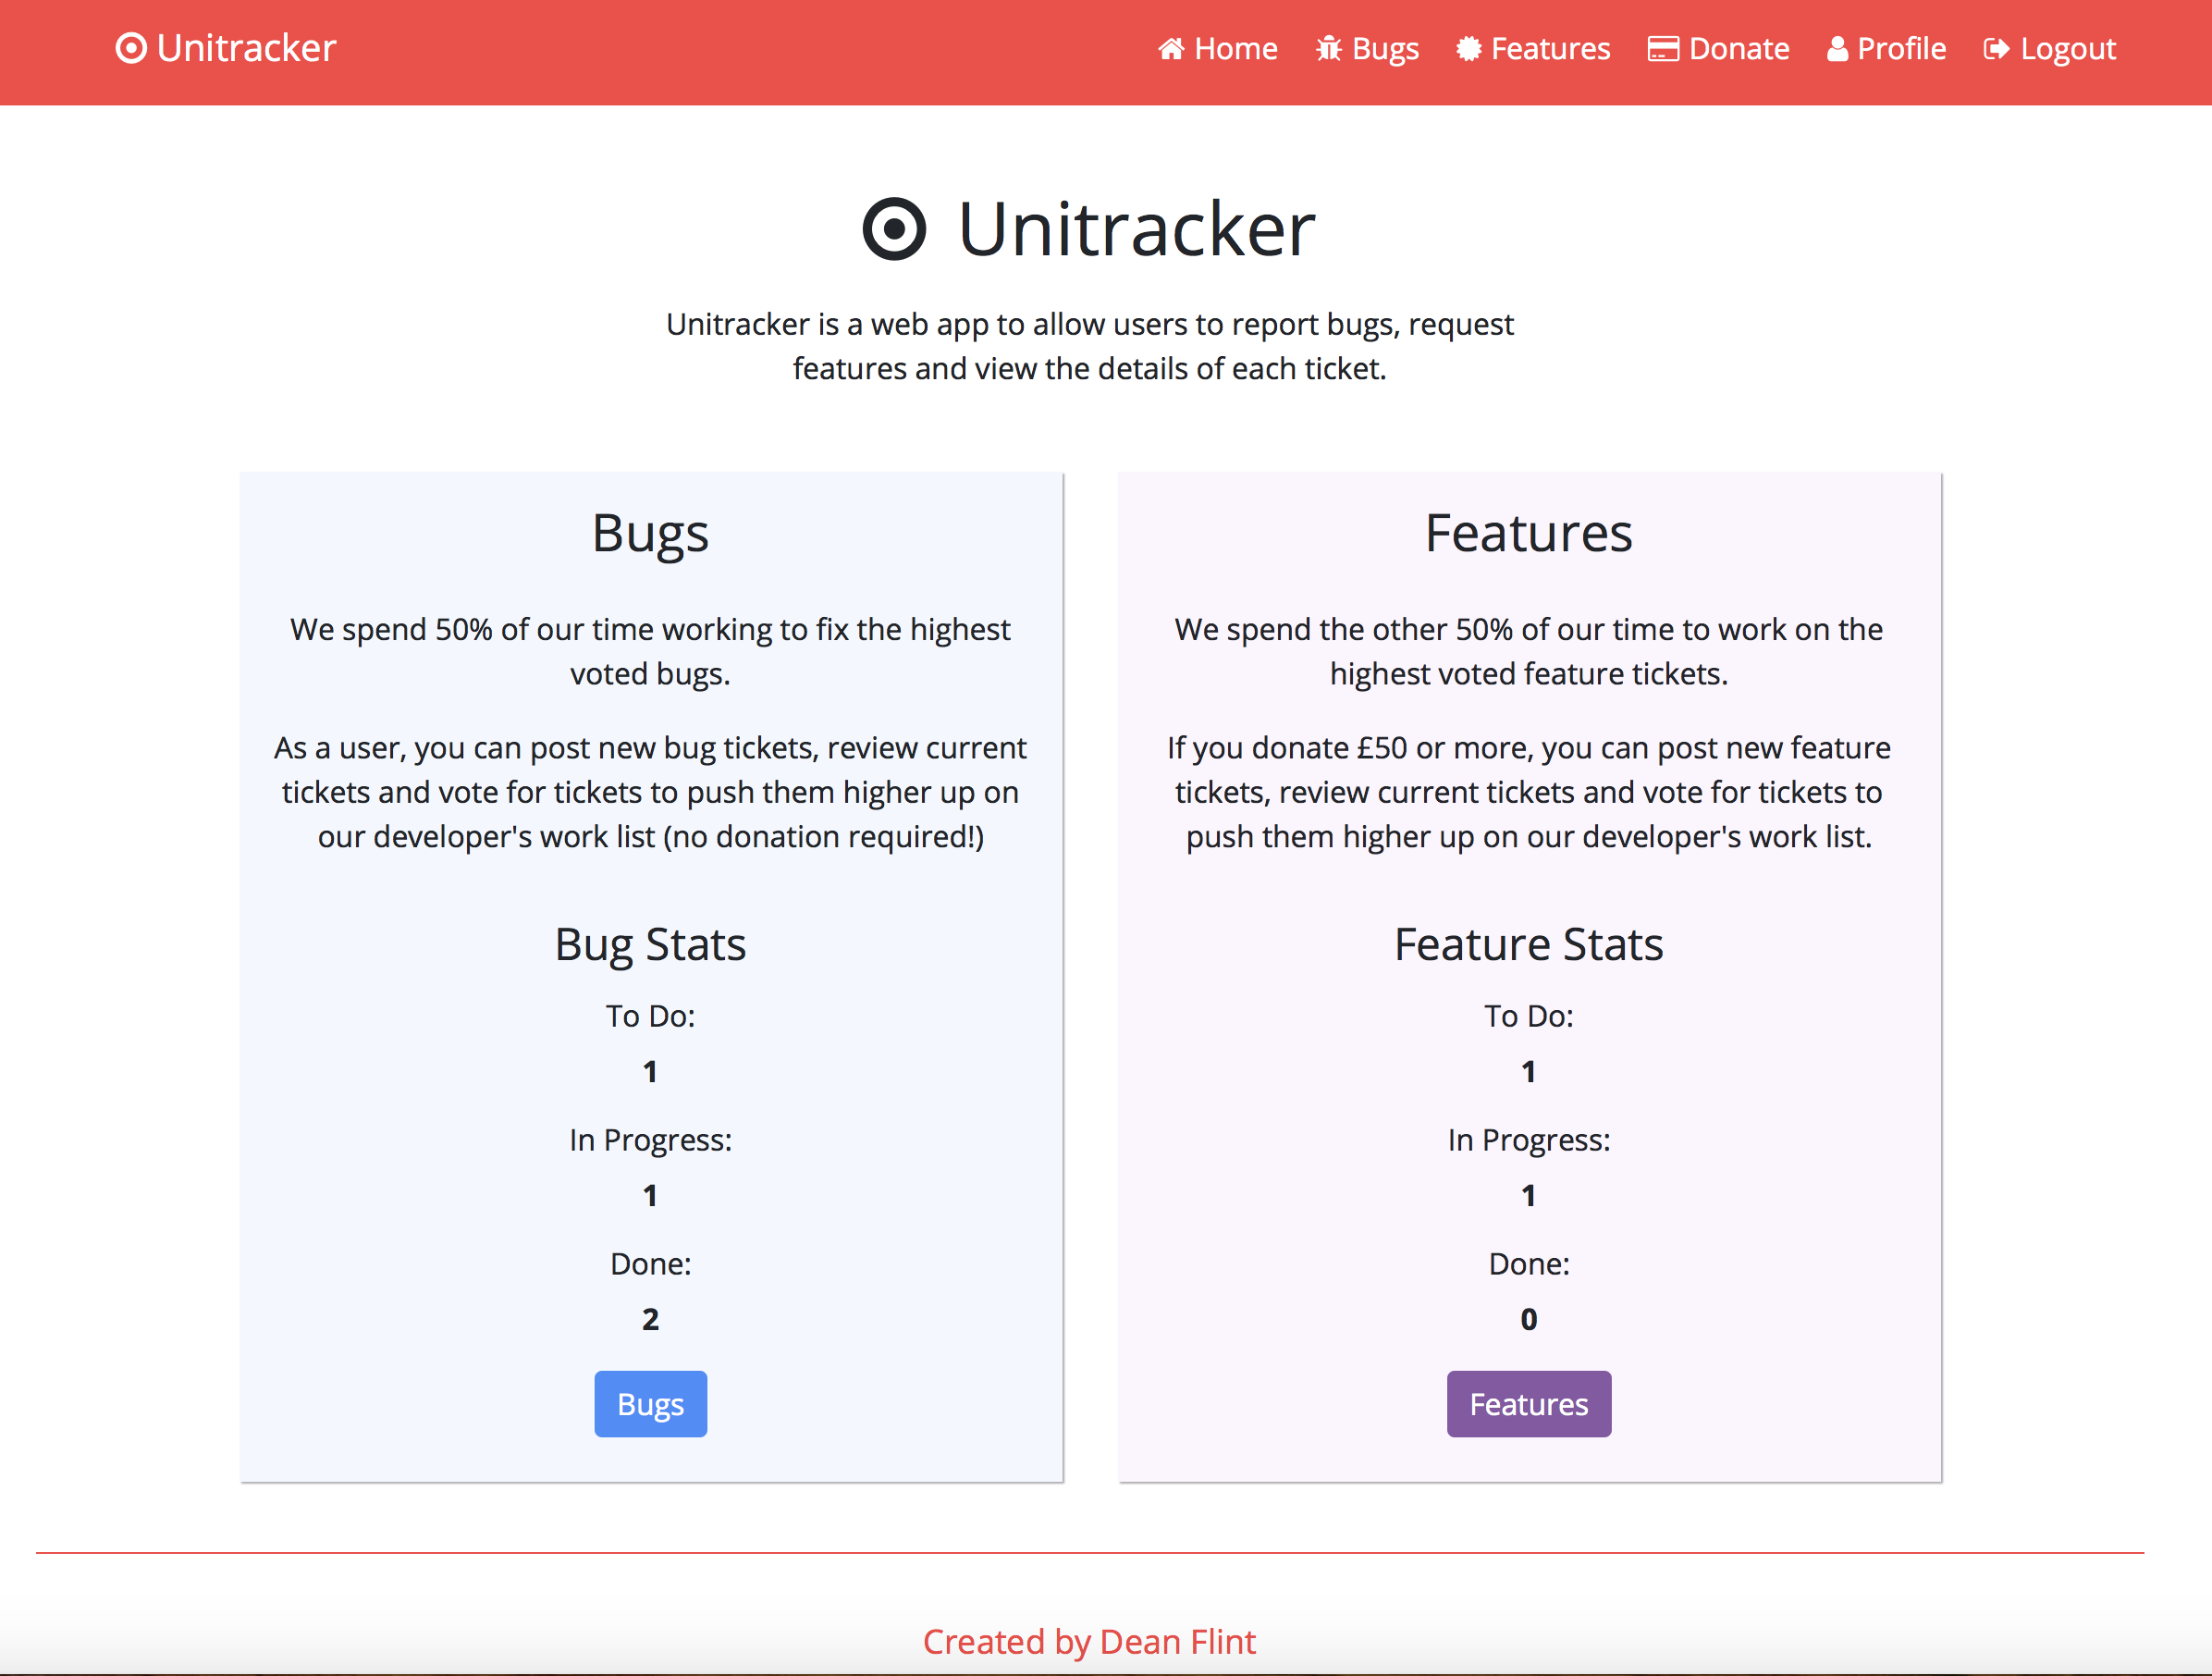 Unitracker
Home Bugs Features Donate Profile Logout
Unitracker
Unitracker is a web app to allow users to report bugs, request
features and view the details of each ticket.
Bugs
We spend 50% of our time working to fix the highest
voted bugs.
As a user, you can post new bug tickets, review current
tickets and vote for tickets to push them higher up on
our developer's work list (no donation required!)
Bug Stats
To Do:
1
In Progress:
1
Done:
2
Bugs
Features
We spend the other 50% of our time to work on the
highest voted feature tickets.
If you donate £50 or more, you can post new feature
tickets, review current tickets and vote for tickets to
push them higher up on our developer's work list.
Feature Stats
To Do:
1
In Progress:
1
Done:
0
Features
Created by Dean Flint